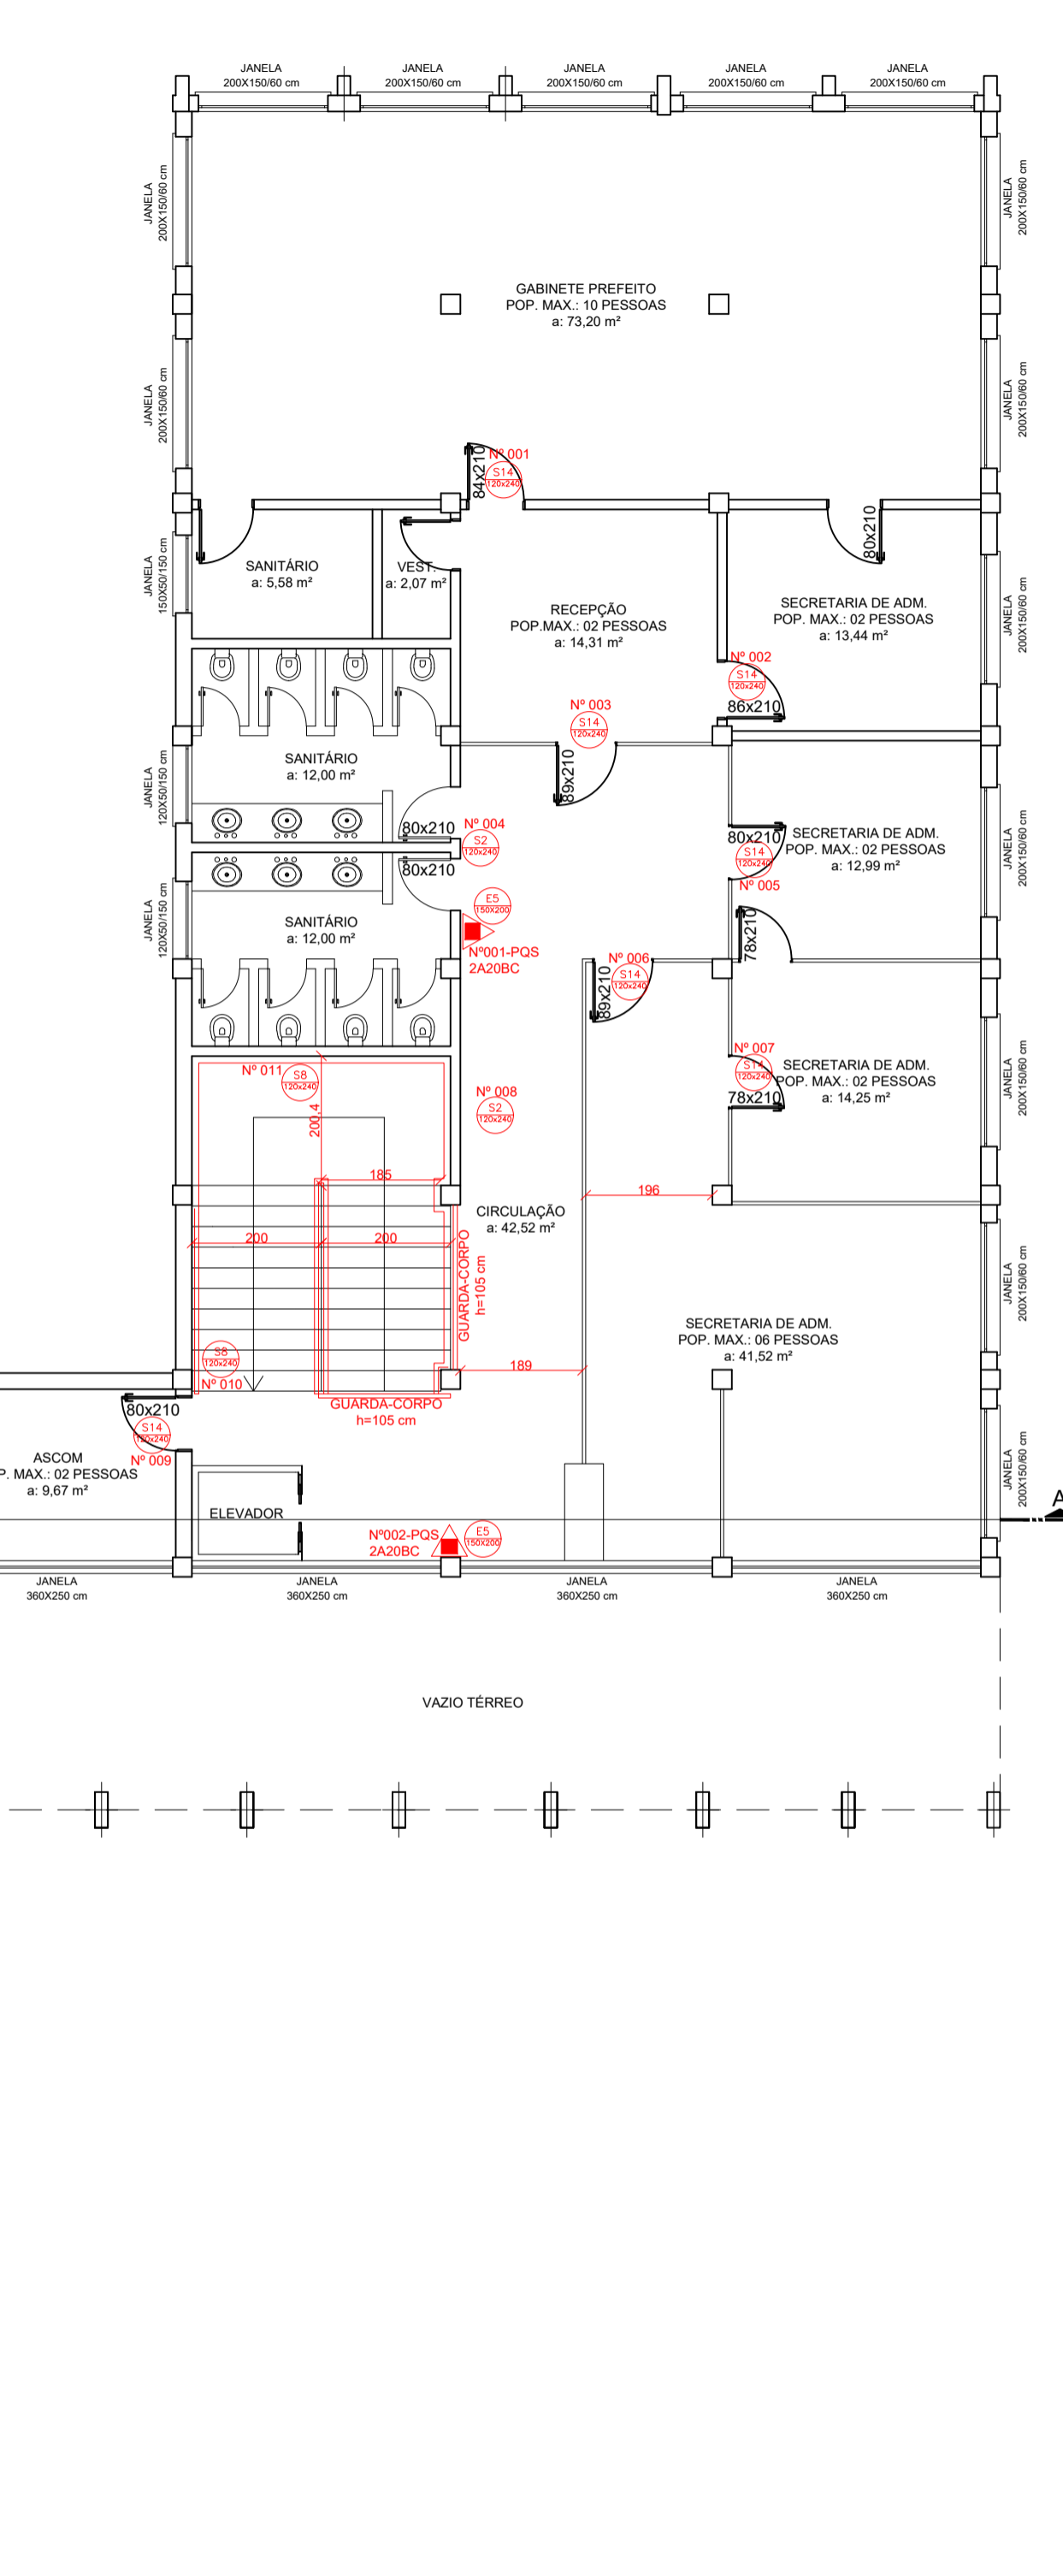 JANELA
200X150/60 cm
JANELA
200X150/60 cm
JANELA
200X150/60 cm
JANELA
200X150/60 cm
JANELA
200X150/60 cm
JANELA
200X150/60 cm
JANELA
200X150/60 cm
GABINETE PREFEITO
POP. MAX.: 10 PESSOAS
a: 73,20 m²
JANELA
200X150/60 cm
JANELA
200X150/60 cm
Nº 001
S14
120x240
84x210
80x210
JANELA
150X50/150 cm
SANITÁRIO
a: 5,58 m²
VEST.
a: 2,07 m²
RECEPÇÃO
POP.MAX.: 02 PESSOAS
a: 14,31 m²
SECRETARIA DE ADM.
POP. MAX.: 02 PESSOAS
a: 13,44 m²
JANELA
200X150/60 cm
Nº 002
S14
120x240
86x210
Nº 003
S14
120x240
89x210
SANITÁRIO
a: 12,00 m²
JANELA
120X50/150 cm
80x210
Nº 004
S2
120x240
80x210
80x210
S14
120x240
Nº 005
SECRETARIA DE ADM.
POP. MAX.: 02 PESSOAS
a: 12,99 m²
JANELA
200X150/60 cm
JANELA
120X50/150 cm
SANITÁRIO
a: 12,00 m²
E5
150X200
Nº001-PQS
2A20BC
78x210
Nº 006
S14
120x240
89x210
Nº 007
S14
120x240
78x210
SECRETARIA DE ADM.
POP. MAX.: 02 PESSOAS
a: 14,25 m²
JANELA
200X150/60 cm
Nº 011
S8
120x240
200.4
Nº 008
S2
120x240
185
196
CIRCULAÇÃO
a: 42,52 m²
200
200
GUARDA-CORPO
h=105 cm
JANELA
200X150/60 cm
SECRETARIA DE ADM.
POP. MAX.: 06 PESSOAS
a: 41,52 m²
S8
120x240
Nº 010
189
GUARDA-CORPO
h=105 cm
80x210
S14
120x240
Nº 009
ASCOM
P. MAX.: 02 PESSOAS
a: 9,67 m²
JANELA
200X150/60 cm
A
ELEVADOR
Nº002-PQS
2A20BC
E5
150X200
JANELA
360X250 cm
JANELA
360X250 cm
JANELA
360X250 cm
JANELA
360X250 cm
VAZIO TÉRREO